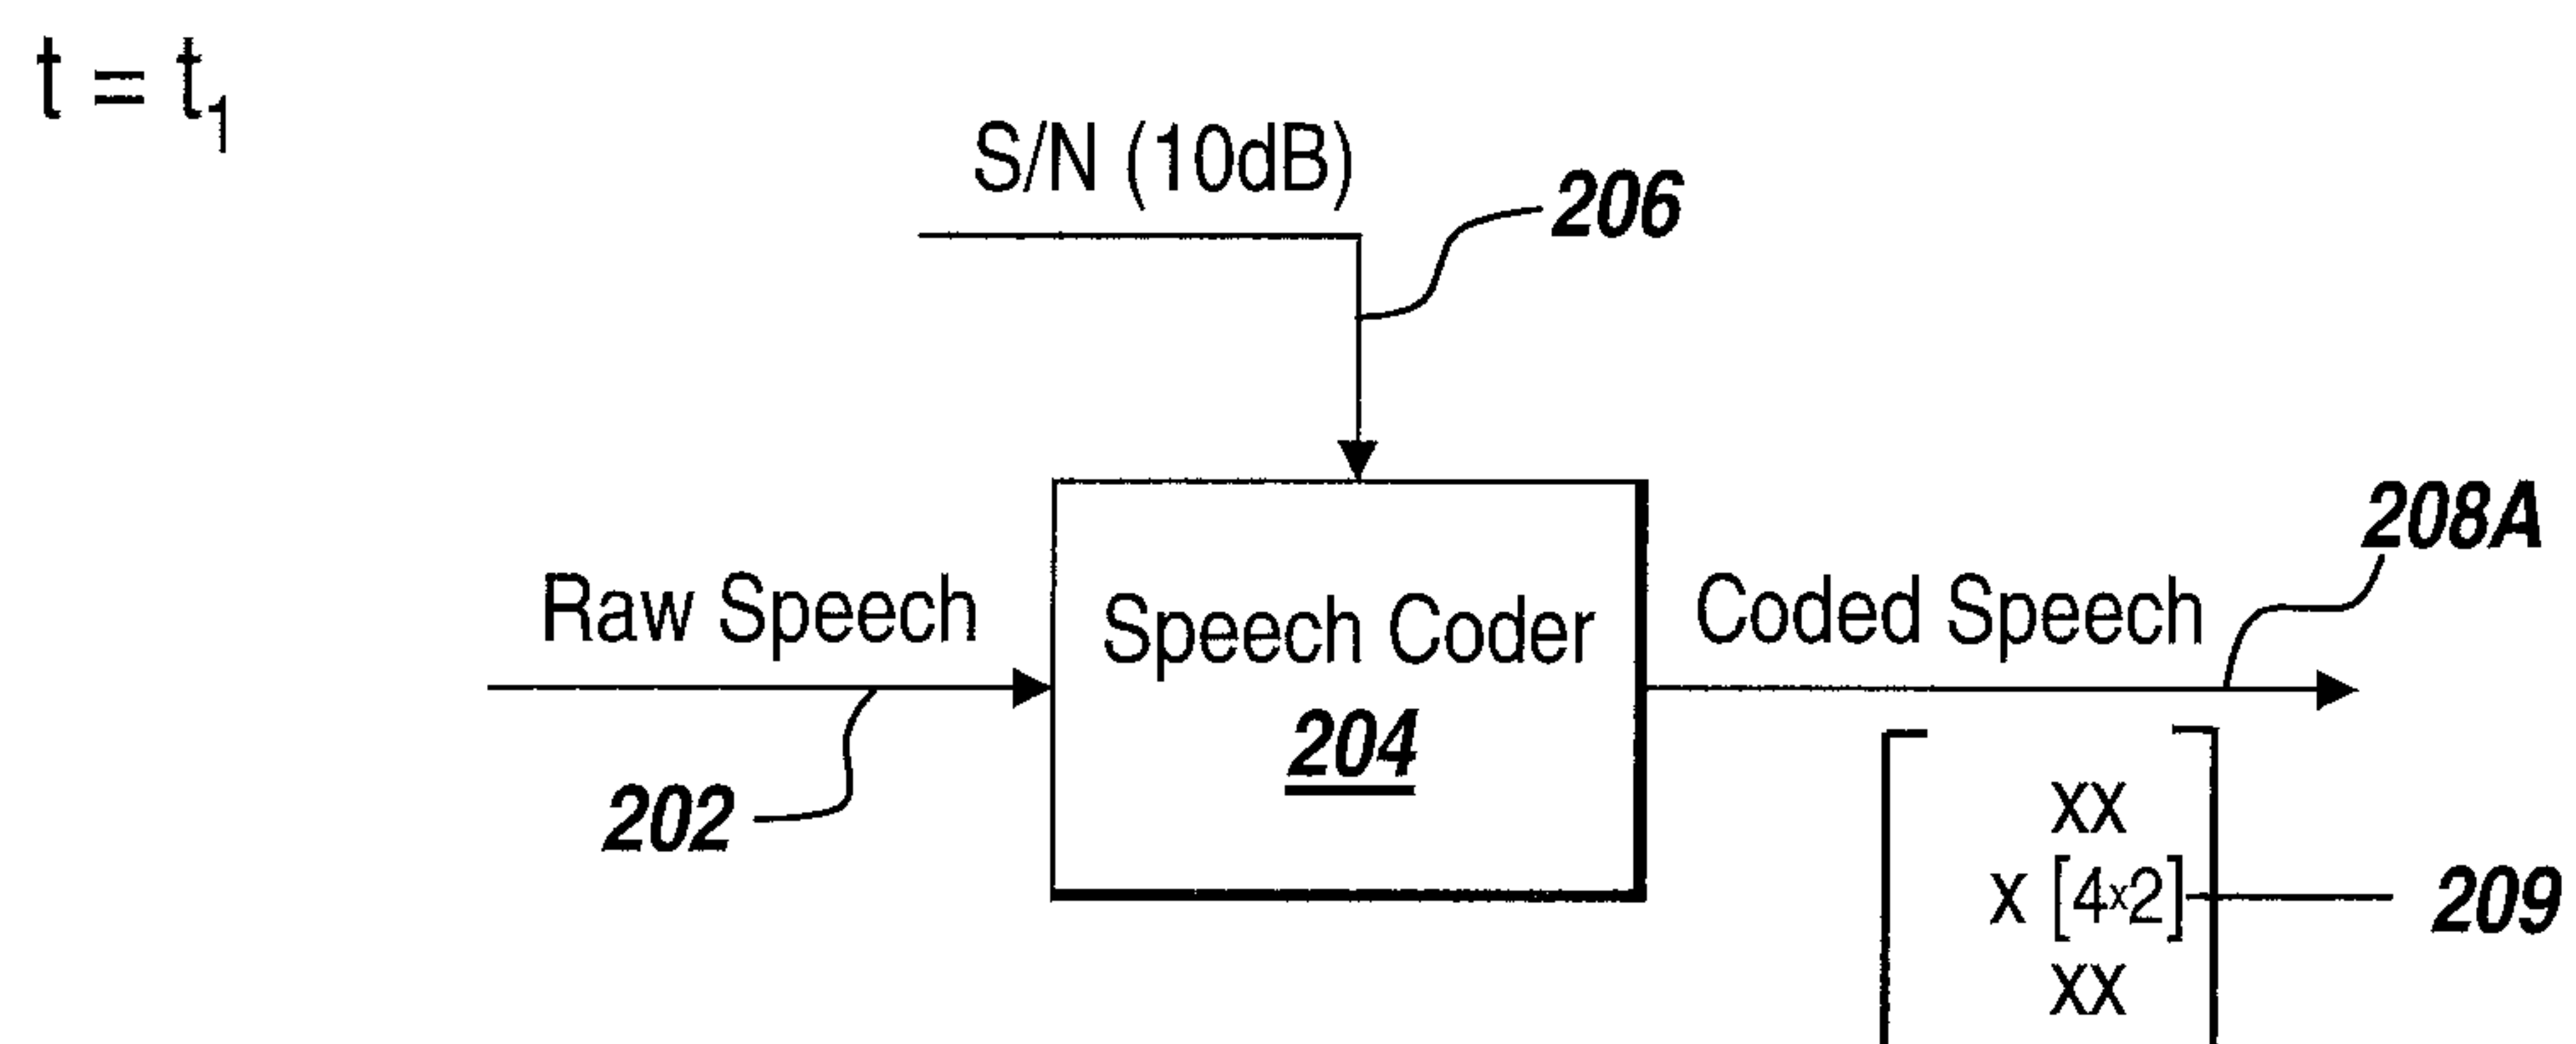 t = t₁
S/N (10dB)
206
208A
Raw Speech
Speech Coder
Coded Speech
204
202
xx
x [4x2]
209
xx